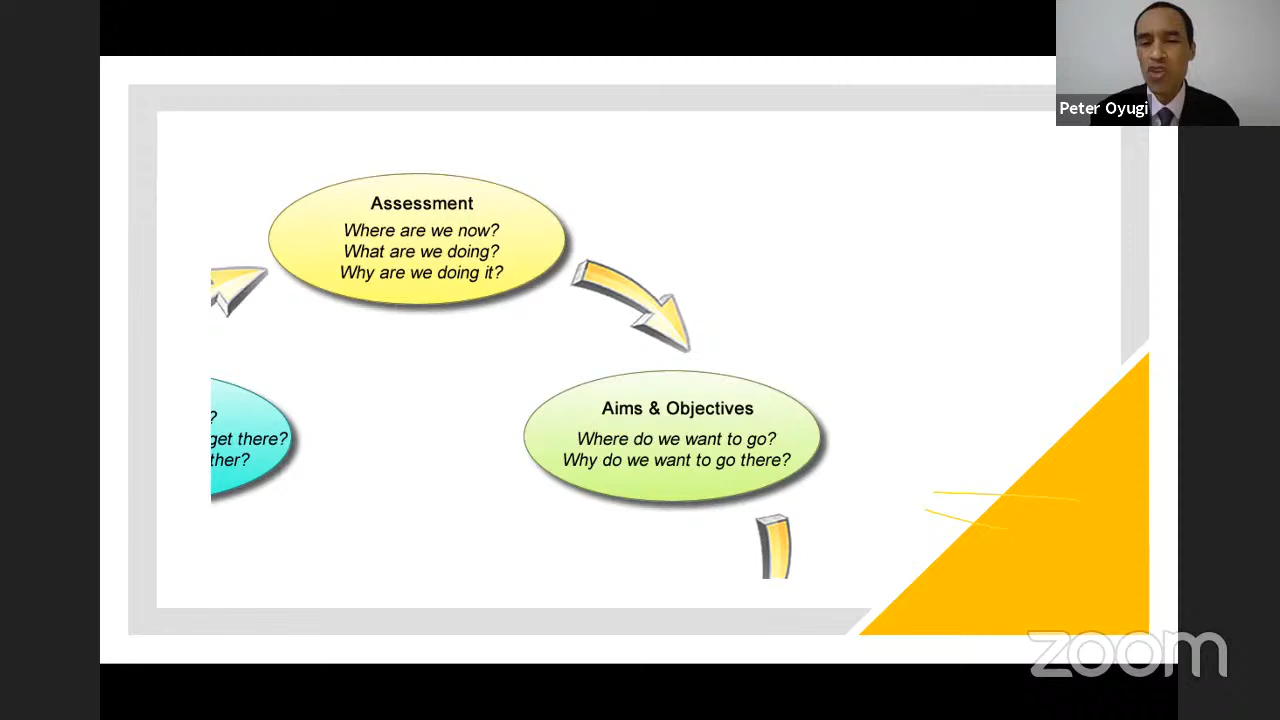 Peter Oyugi
Assessment
Where are we now?
What are we doing?
Why are we doing it?
?
get there?
ther?
Aims & Objectives
Where do we want to go?
Why do we want to go there?
zoom